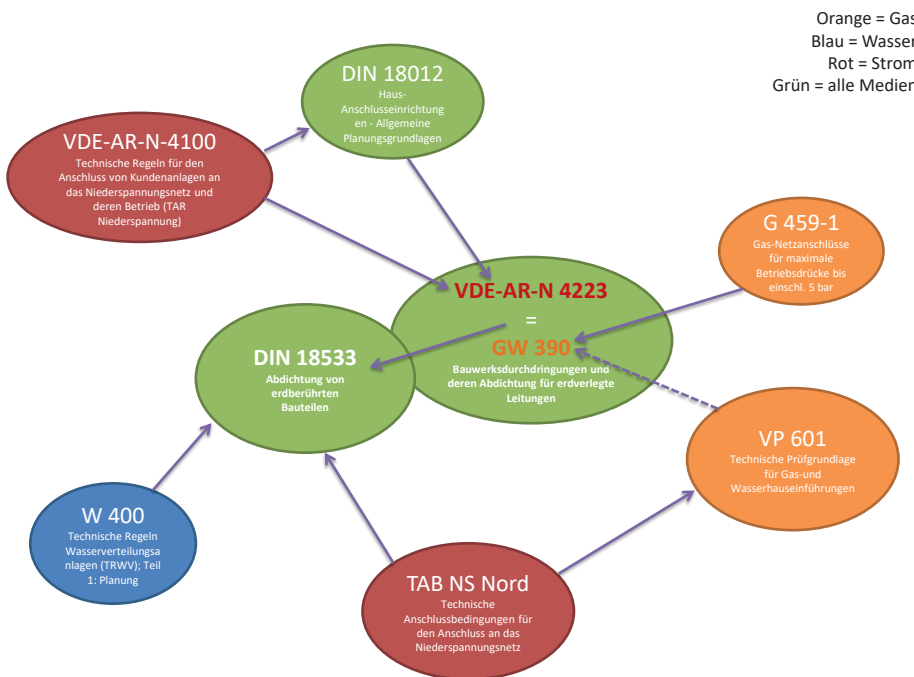 Orange = Gas
Blau = Wasser
Rot = Strom
Grün = alle Medien
DIN 18012
Haus-
Anschlusseinrichtung
en - Allgemeine
Planungsgrundlagen
VDE-AR-N-4100
Technische Regeln für den
Anschluss von Kundenanlagen an
das Niederspannungsnetz und
deren Betrieb (TAR
Niederspannung)
G 459-1
Gas-Netzanschlüsse
für maximale
Betriebsdrücke bis
einschl. 5 bar
VDE-AR-N 4223
=
GW 390
Bauwerksdurchdringungen und
deren Abdichtung für erdverlegte
Leitungen
DIN 18533
Abdichtung von
erdberührten
Bauteilen
VP 601
Technische Prüfgrundlage
für Gas-und
Wasserhauseinführungen
W 400
Technische Regeln
Wasserverteilungsa
nlagen (TRWV); Teil
1: Planung
TAB NS Nord
Technische
Anschlussbedingungen für
den Anschluss an das
Niederspannungsnetz